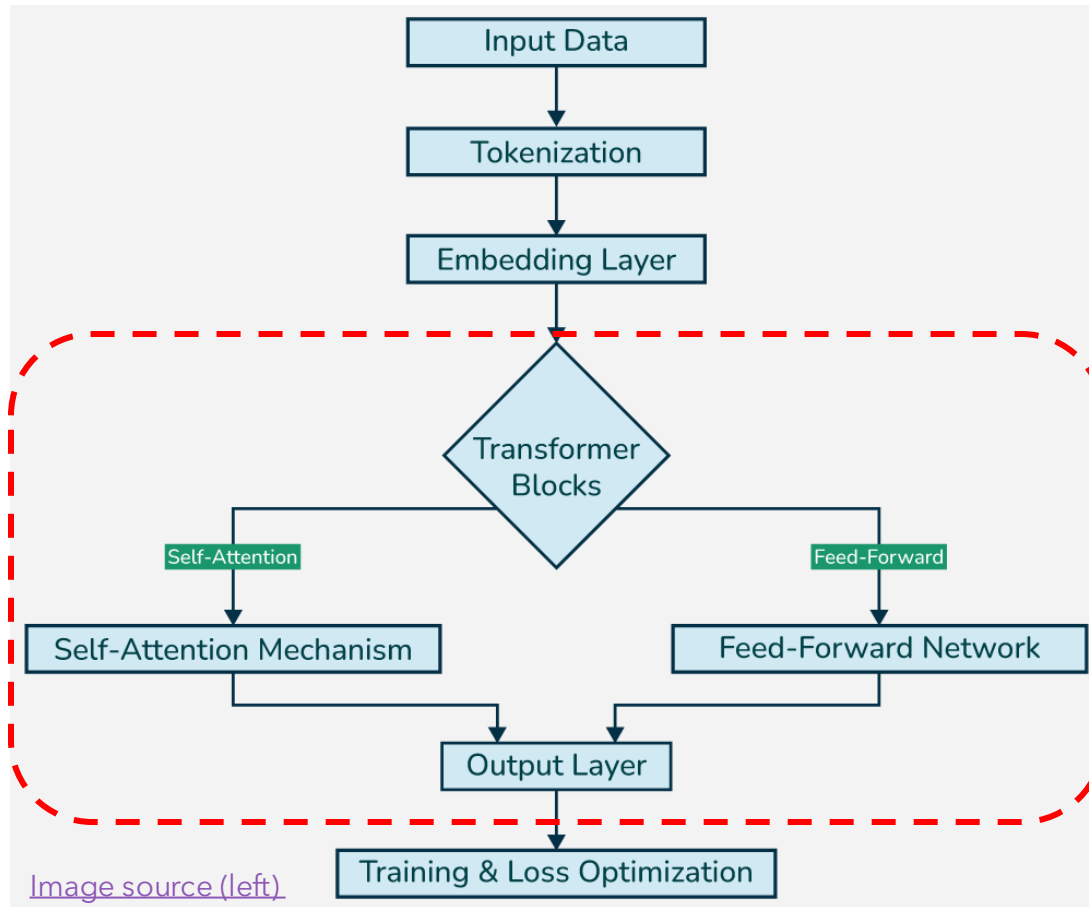 Input Data
Tokenization
Embedding Layer
Transformer
Blocks
Self-Attention
Feed-Forward
Self-Attention Mechanism
Feed-Forward Network
Output Layer
Training & Loss Optimization
Image source (left)